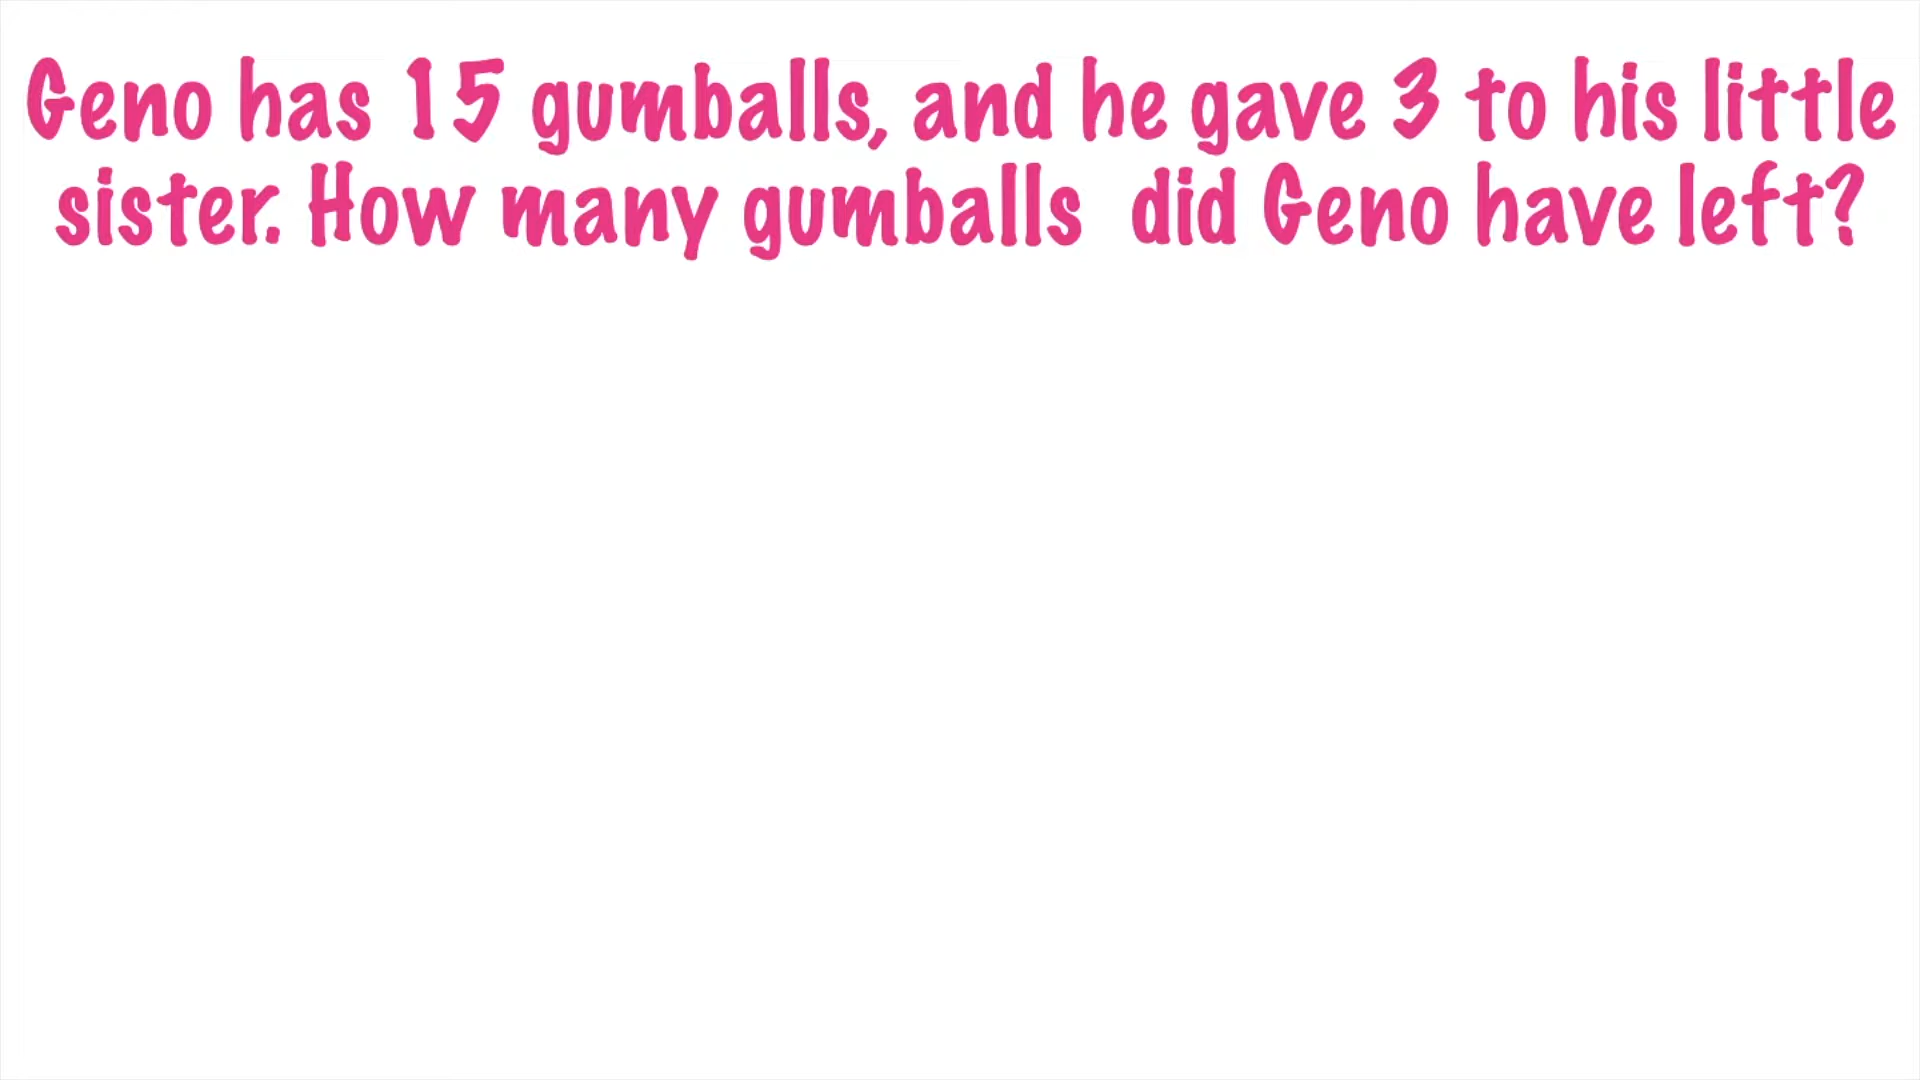 Geno has 15 gumballs, and he gave 3 to his little
sister. How many gumballs  did Geno have left?